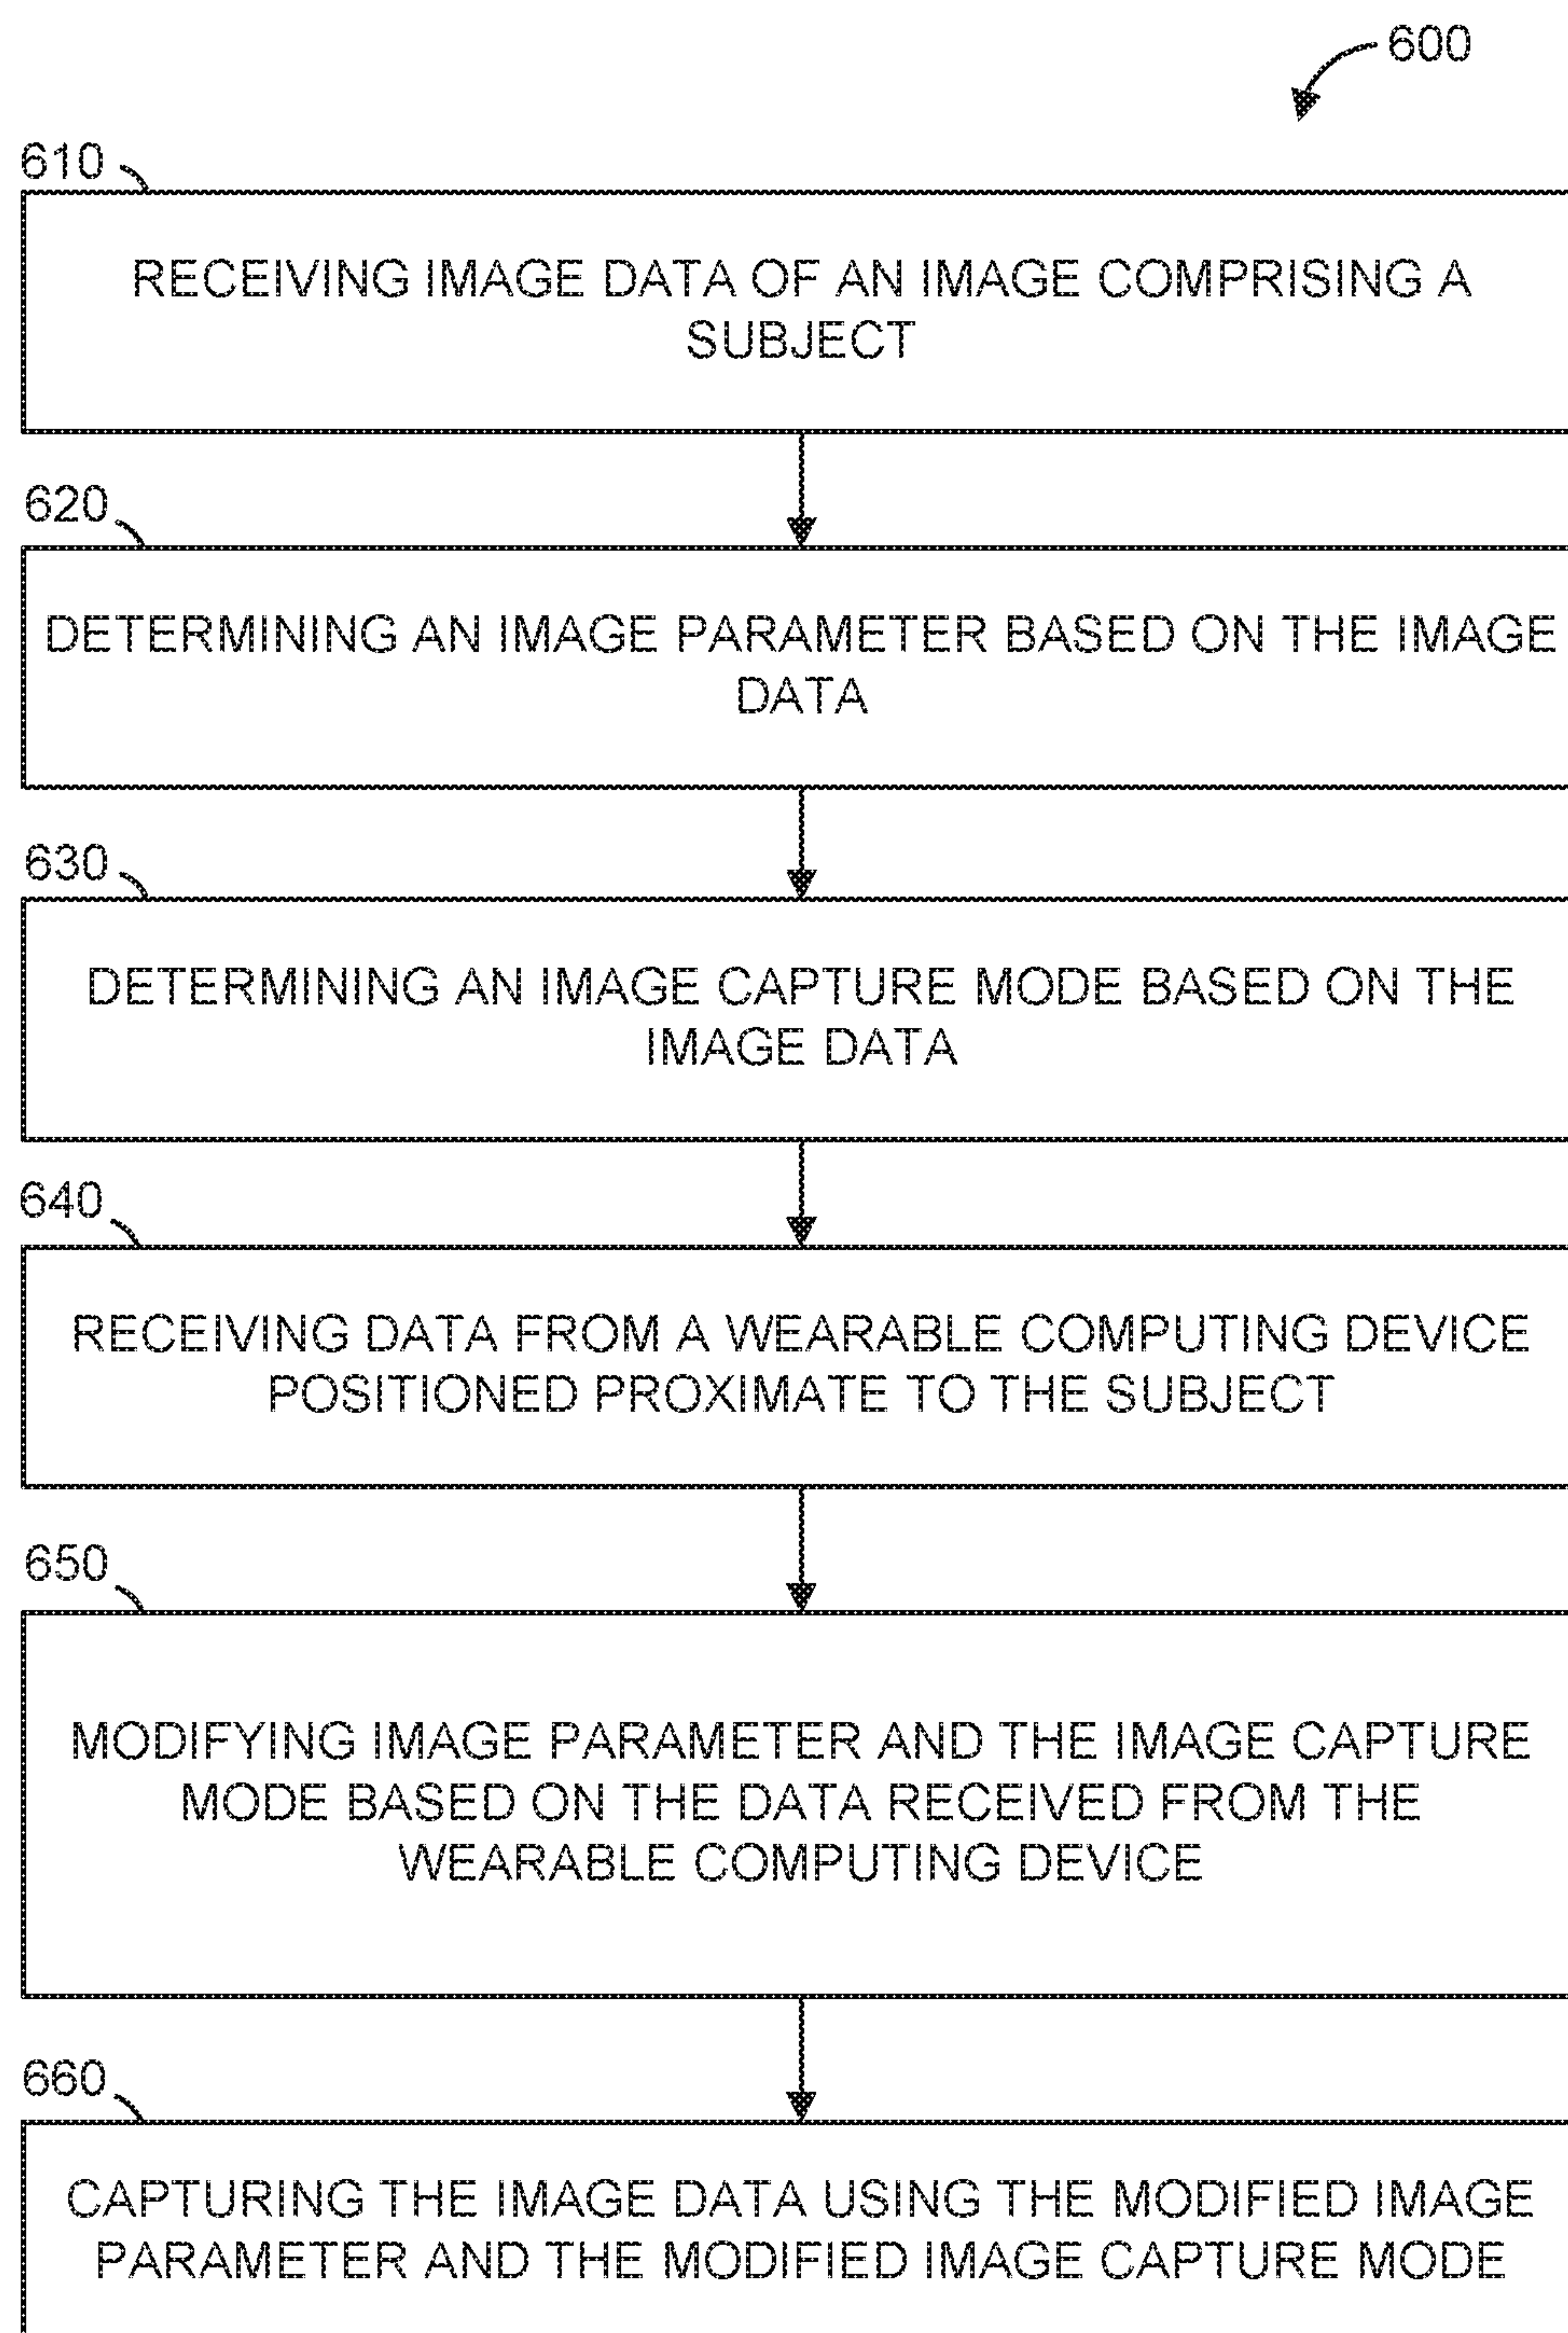 600
610
RECEIVING IMAGE DATA OF AN IMAGE COMPRISING A
SUBJECT
620
DETERMINING AN IMAGE PARAMETER BASED ON THE IMAGE
DATA
630
DETERMINING AN IMAGE CAPTURE MODE BASED ON THE
IMAGE DATA
640
RECEIVING DATA FROM A WEARABLE COMPUTING DEVICE
POSITIONED PROXIMATE TO THE SUBJECT
650
MODIFYING IMAGE PARAMETER AND THE IMAGE CAPTURE
MODE BASED ON THE DATA RECEIVED FROM THE
WEARABLE COMPUTING DEVICE
660
CAPTURING THE IMAGE DATA USING THE MODIFIED IMAGE
PARAMETER AND THE MODIFIED IMAGE CAPTURE MODE